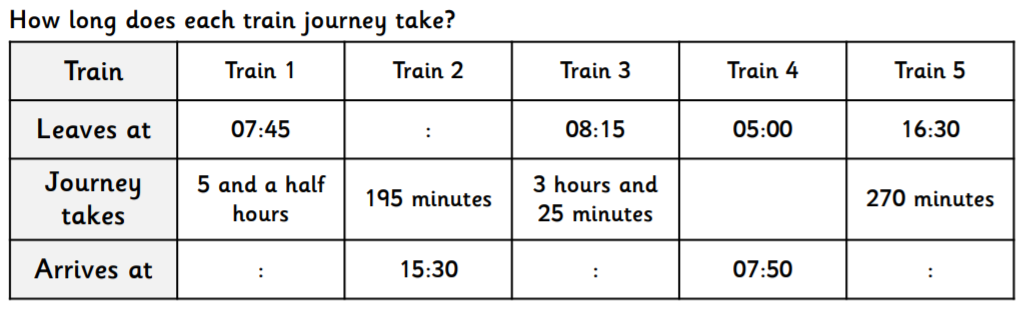 How long does each train journey take?
Train Train 1 Train 2 Train 3 Train 4 Train 5
Leaves at 07:45 : 08:15 05:00 16:30
Journey takes 5 and a half hours 195 minutes 3 hours and 25 minutes 270 minutes
Arrives at : 15:30 : 07:50 :